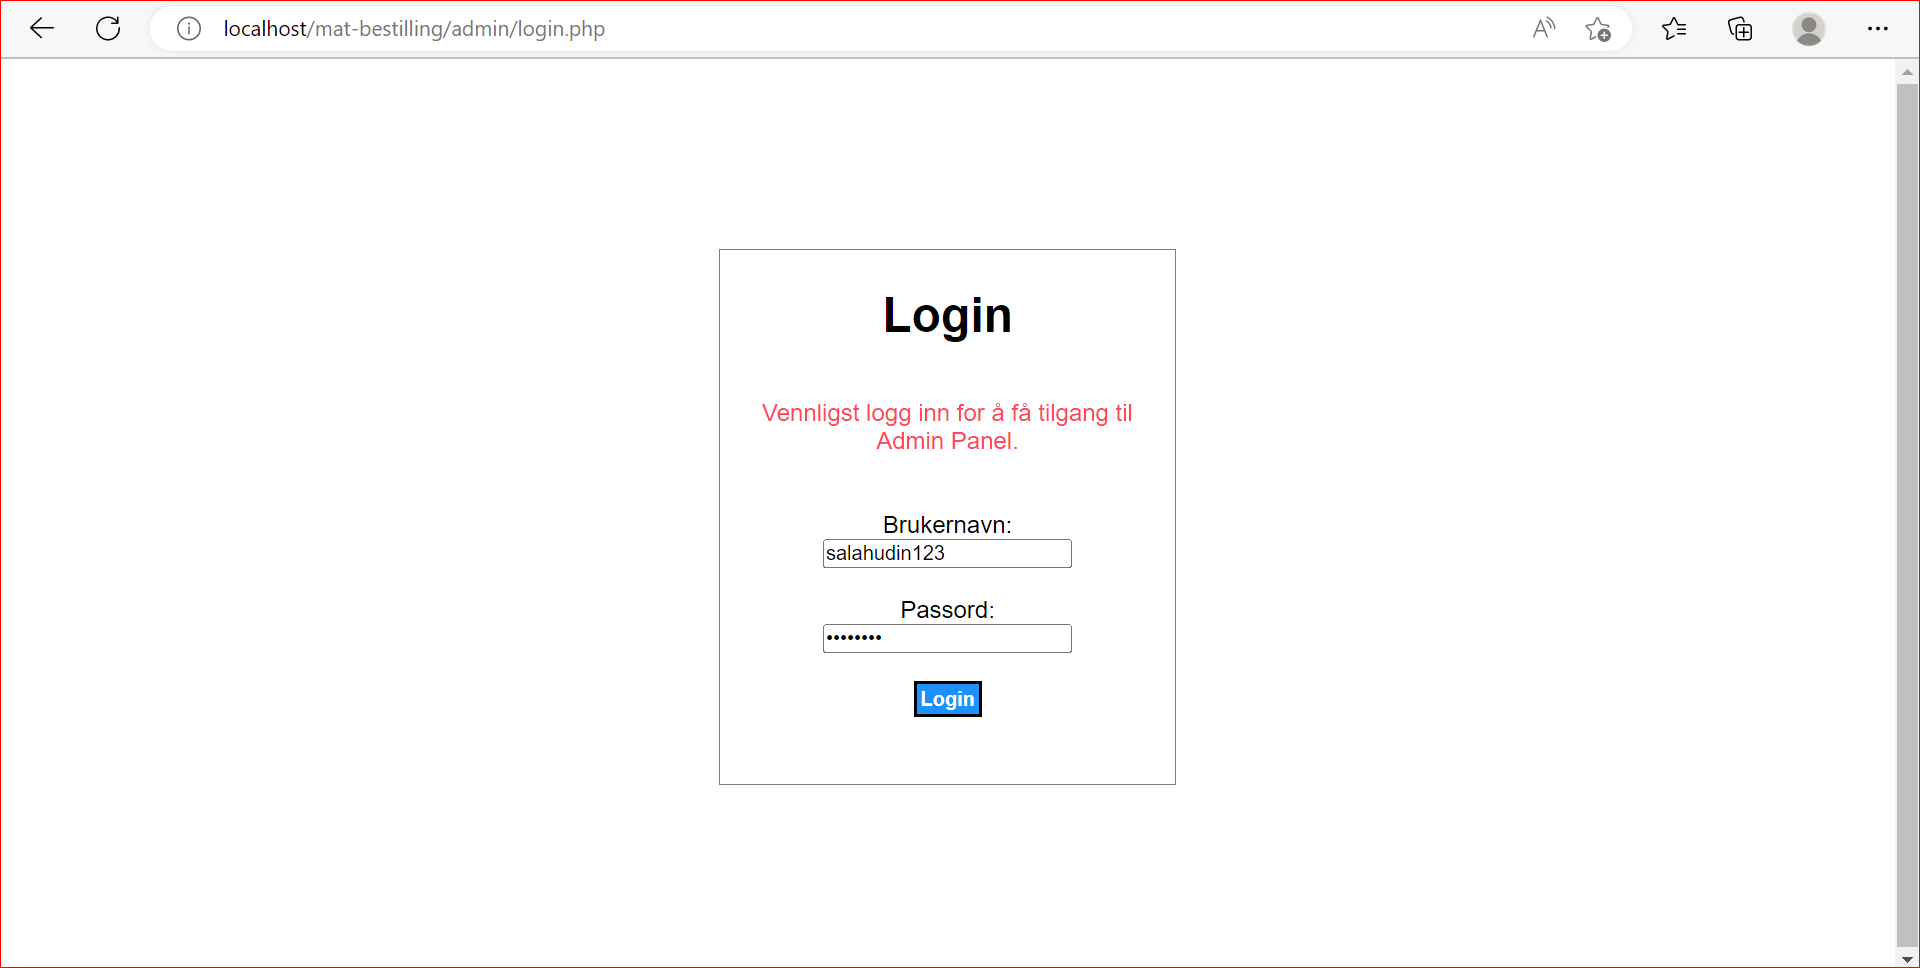 localhost/mat-bestilling/admin/login.php
Login
Vennligst logg inn for å få tilgang til
Admin Panel.
Brukernavn:
salahudin123
Passord:
••••••••
Login